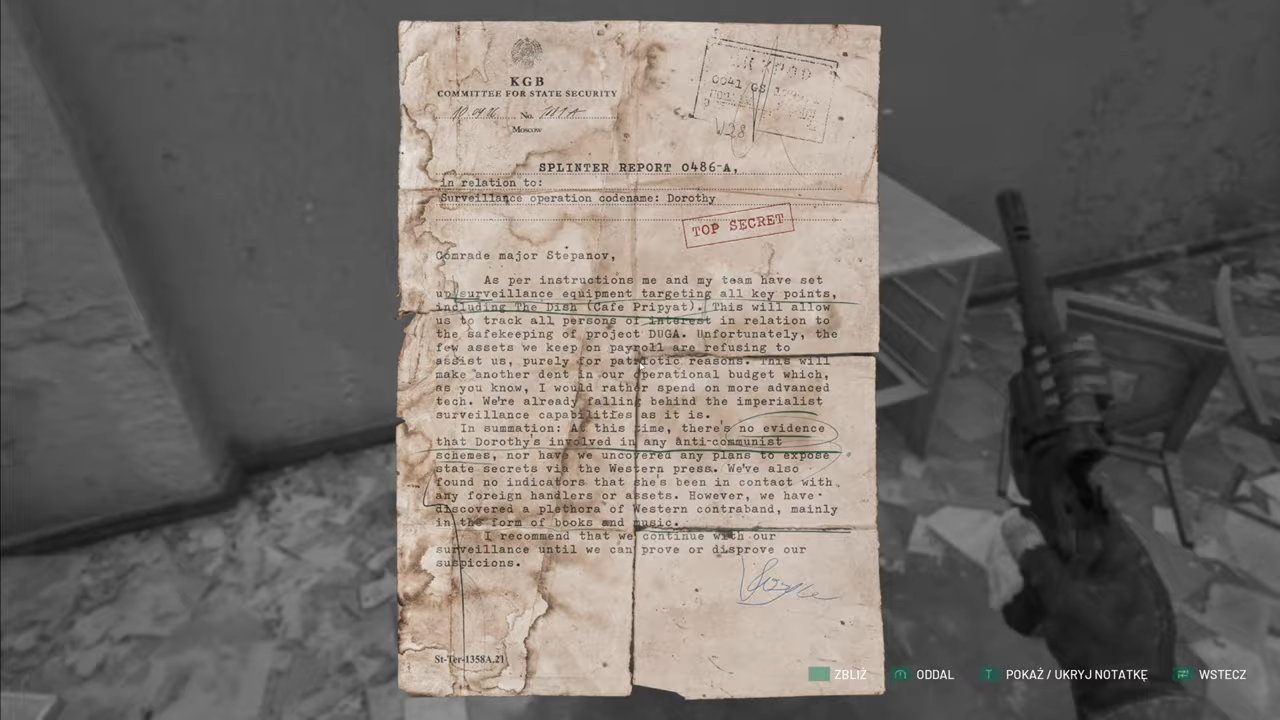 KGB
COMMITTEE FOR STATE SECURITY
No.
Moscow
TOP SECRET
SPLINTER REPORT 0486-A,
in relation to:
Surveillance operation codename: Dorothy
Comrade major Stepanov,
As per instructions me and my team have set
up surveillance equipment targeting all key points,
including The Dish (Cafe Pripyat). This will allow
us to track all persons of interest in relation to
the safekeeping of project DUGA. Unfortunately, the
few assets we keep on payroll are refusing to
assist us, purely for patriotic reasons. This will
make another dent in our operational budget which,
as you know, I would rather spend on more advanced
tech. We're already falling behind the imperialist
surveillance capabilities as it is.
In summation: At this time, there's no evidence
that Dorothy's involved in any anti-communist
schemes, nor have we uncovered any plans to expose
state secrets via the Western press. We've also
found no indicators that she's been in contact with
any foreign handlers or assets. However, we have
discovered a plethora of Western contraband, mainly
in the form of books and music.
I recommend that we continue with our
surveillance until we can prove or disprove our
suspicions.
St-Ter-1358A.21
ZBLIŻ
ODDAL
T POKAŻ / UKRYJ NOTATKĘ
WSTECZ